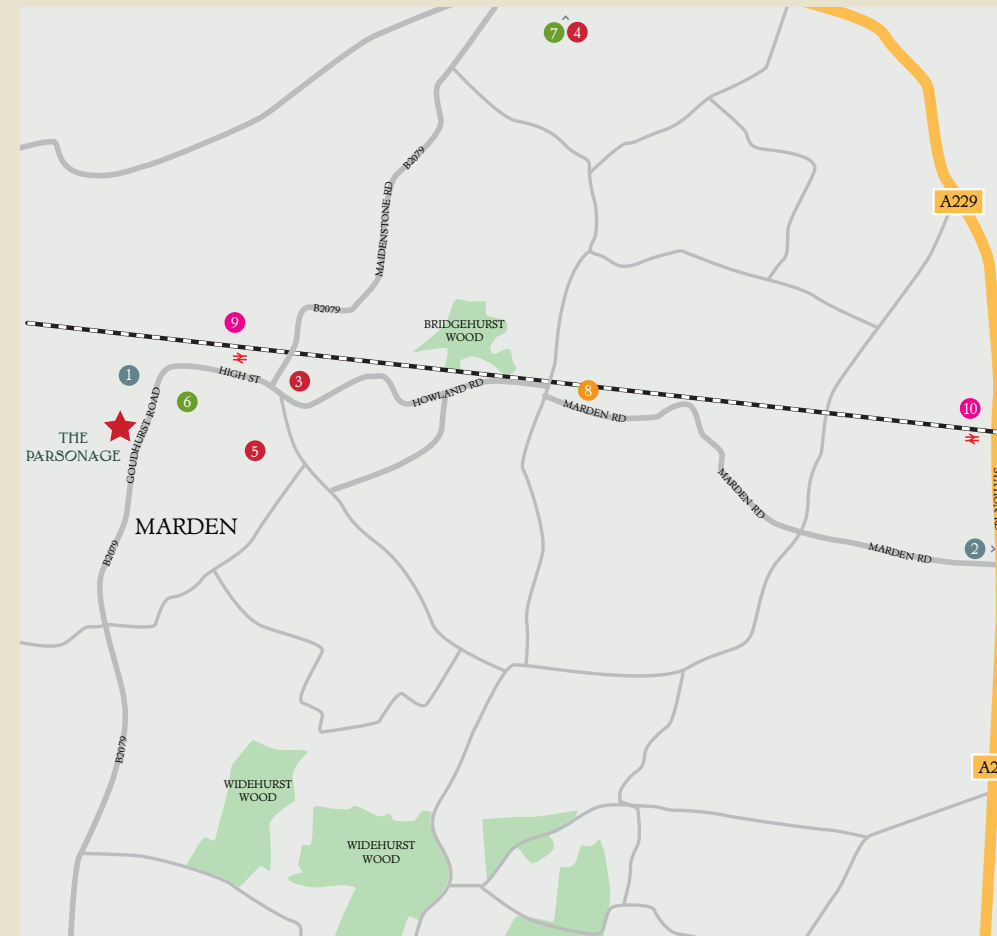 7 4
A229
B2079
MAIDENSTONE RD
B2079
9
BRIDGEHURST
WOOD
1
HIGH ST
3
6
HOWLAND RD
8
MARDEN RD
10
THE
PARSONAGE
GOUDHURST ROAD
5
MARDEN
MARDEN RD
B2079
MARDEN RD
2
B2079
A2
WIDEHURST
WOOD
WIDEHURST
WOOD